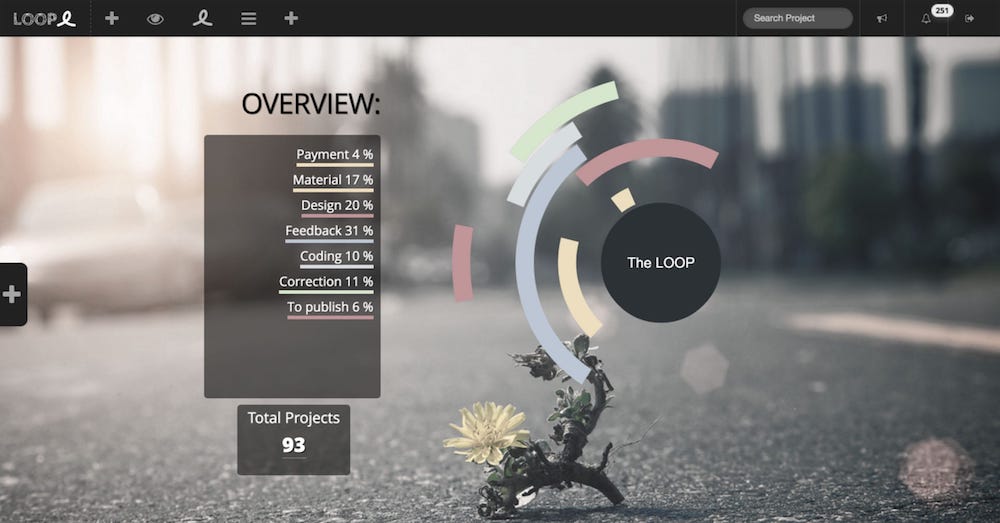 LOOP
Search Project
251
OVERVIEW:
Payment 4 %
Material 17 %
Design 20 %
Feedback 31 %
Coding 10 %
Correction 11 %
To publish 6 %
The LOOP
Total Projects
93